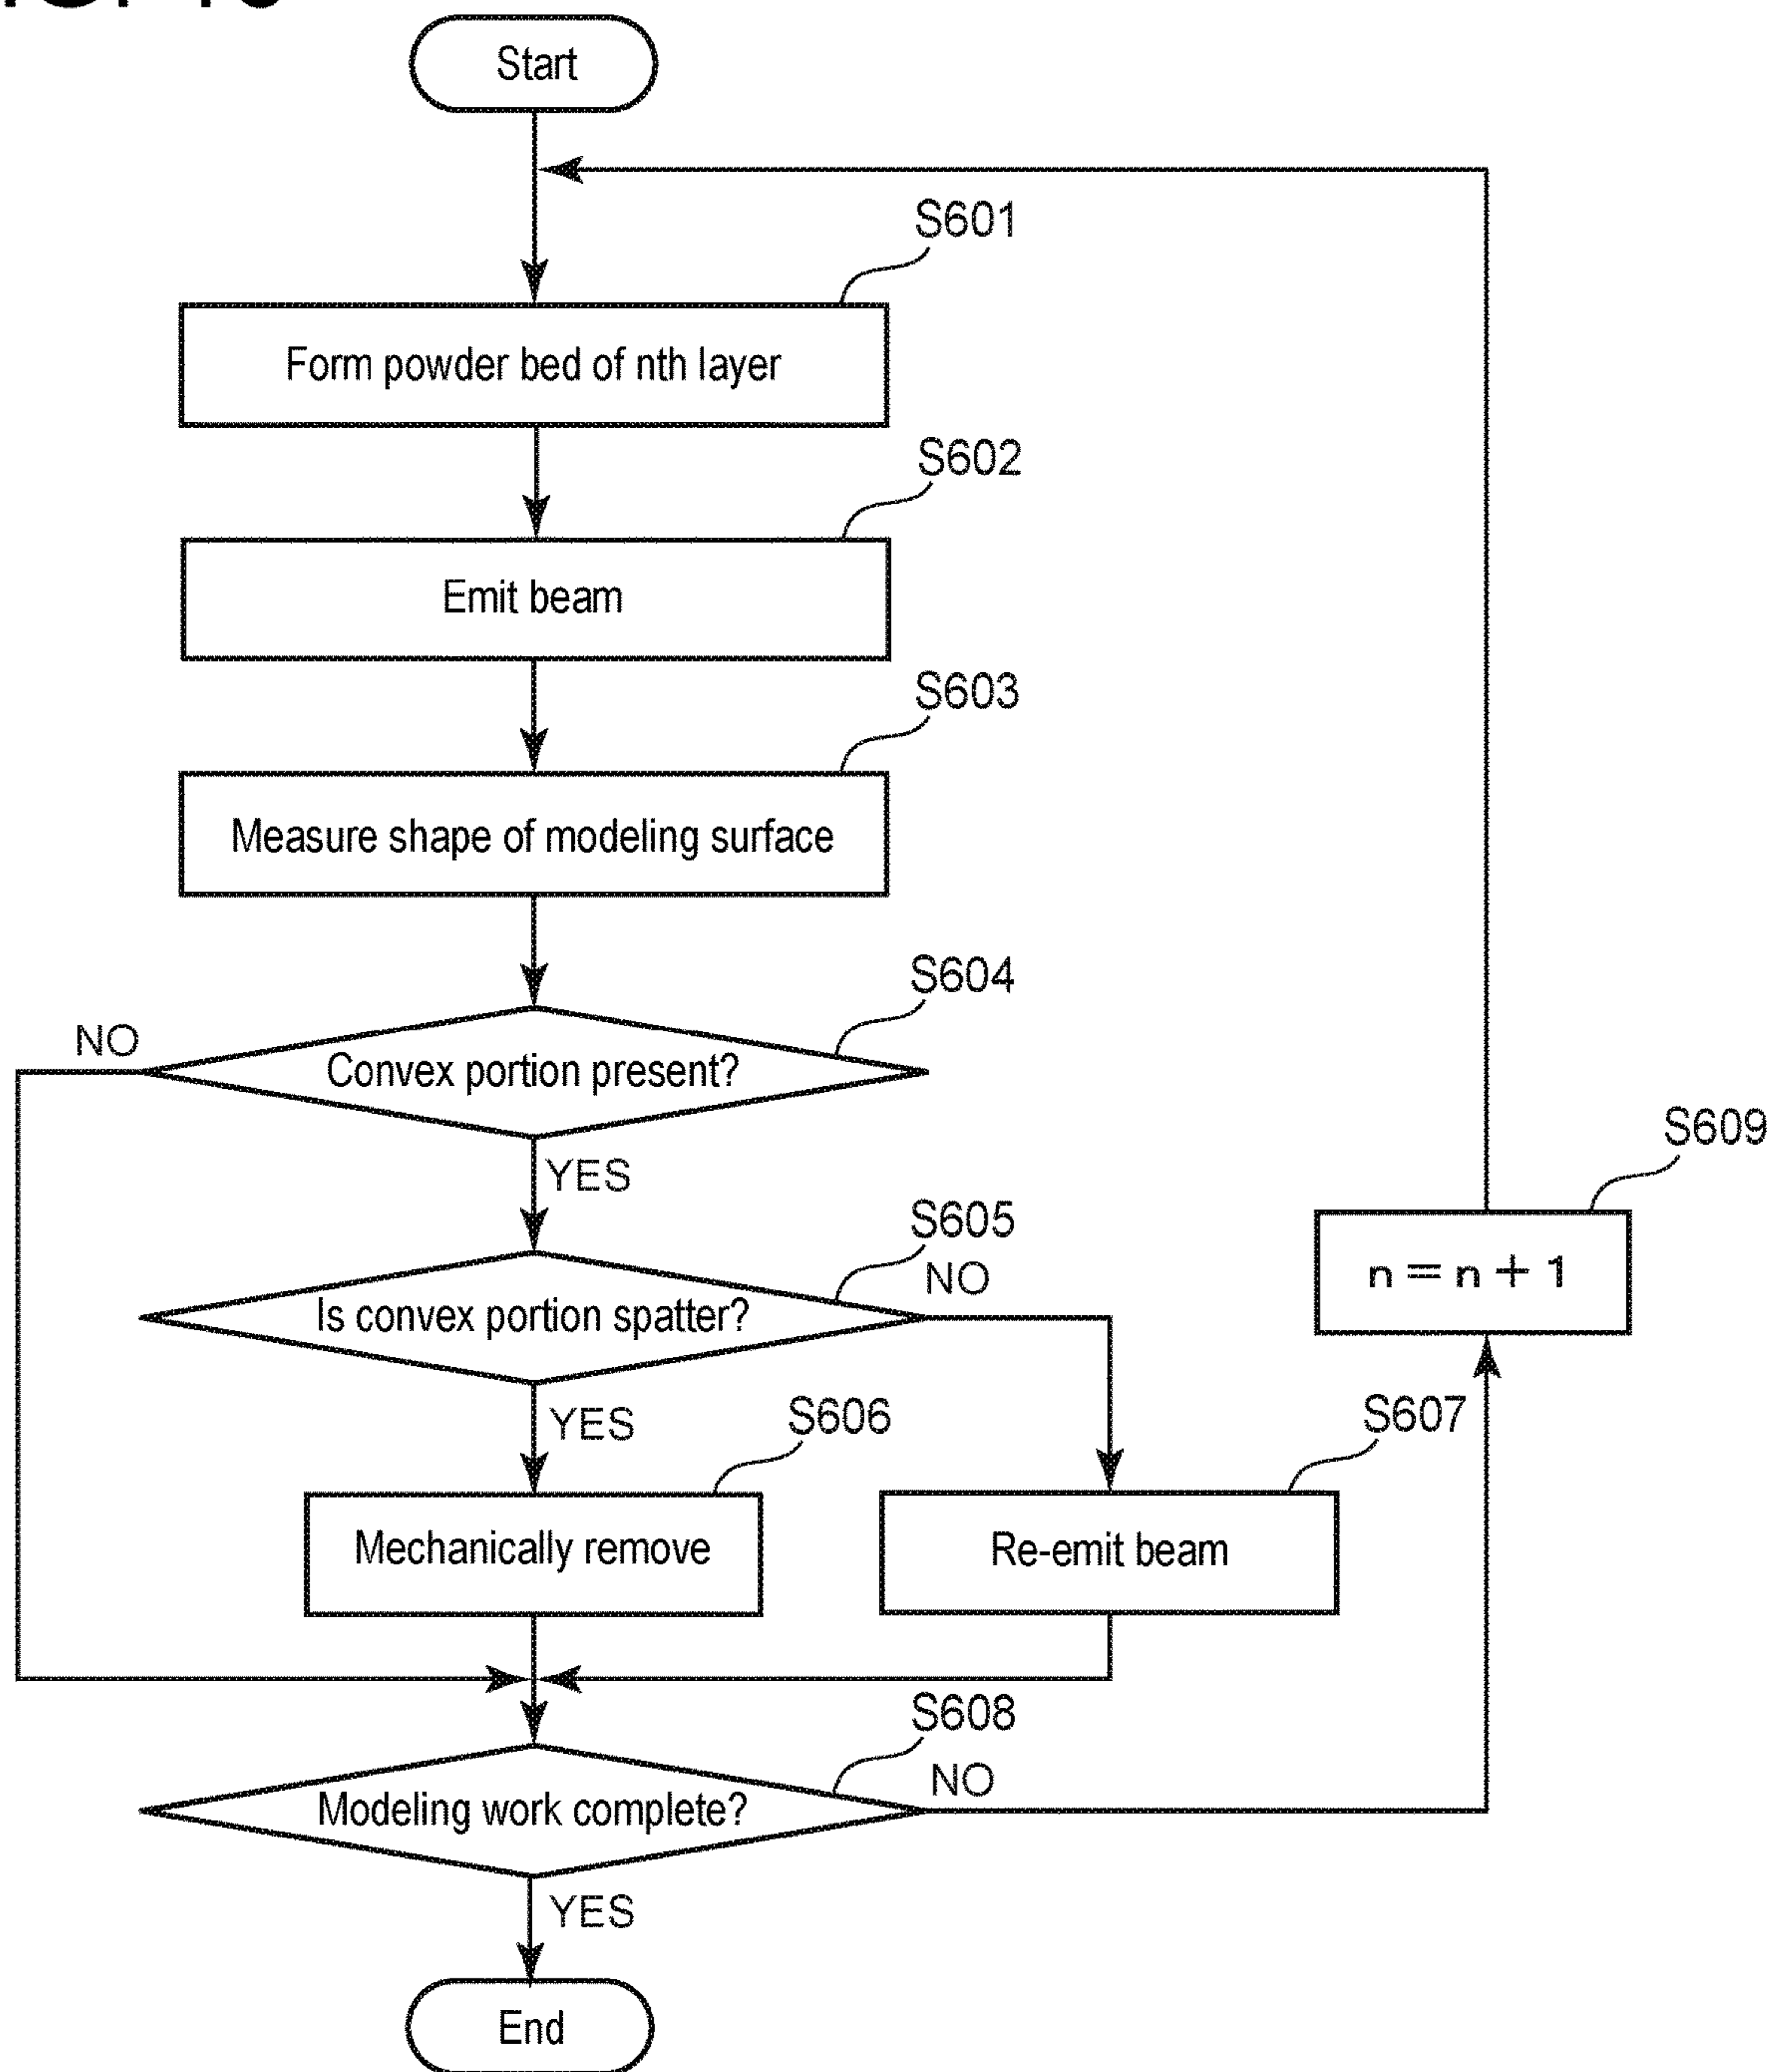 Start
S601
Form powder bed of nth layer
S602
Emit beam
S603
Measure shape of modeling surface
S604
NO
Convex portion present?
YES
S609
n = n + 1
S605
NO
Is convex portion spatter?
YES
S606
S607
Mechanically remove
Re-emit beam
S608
NO
Modeling work complete?
YES
End